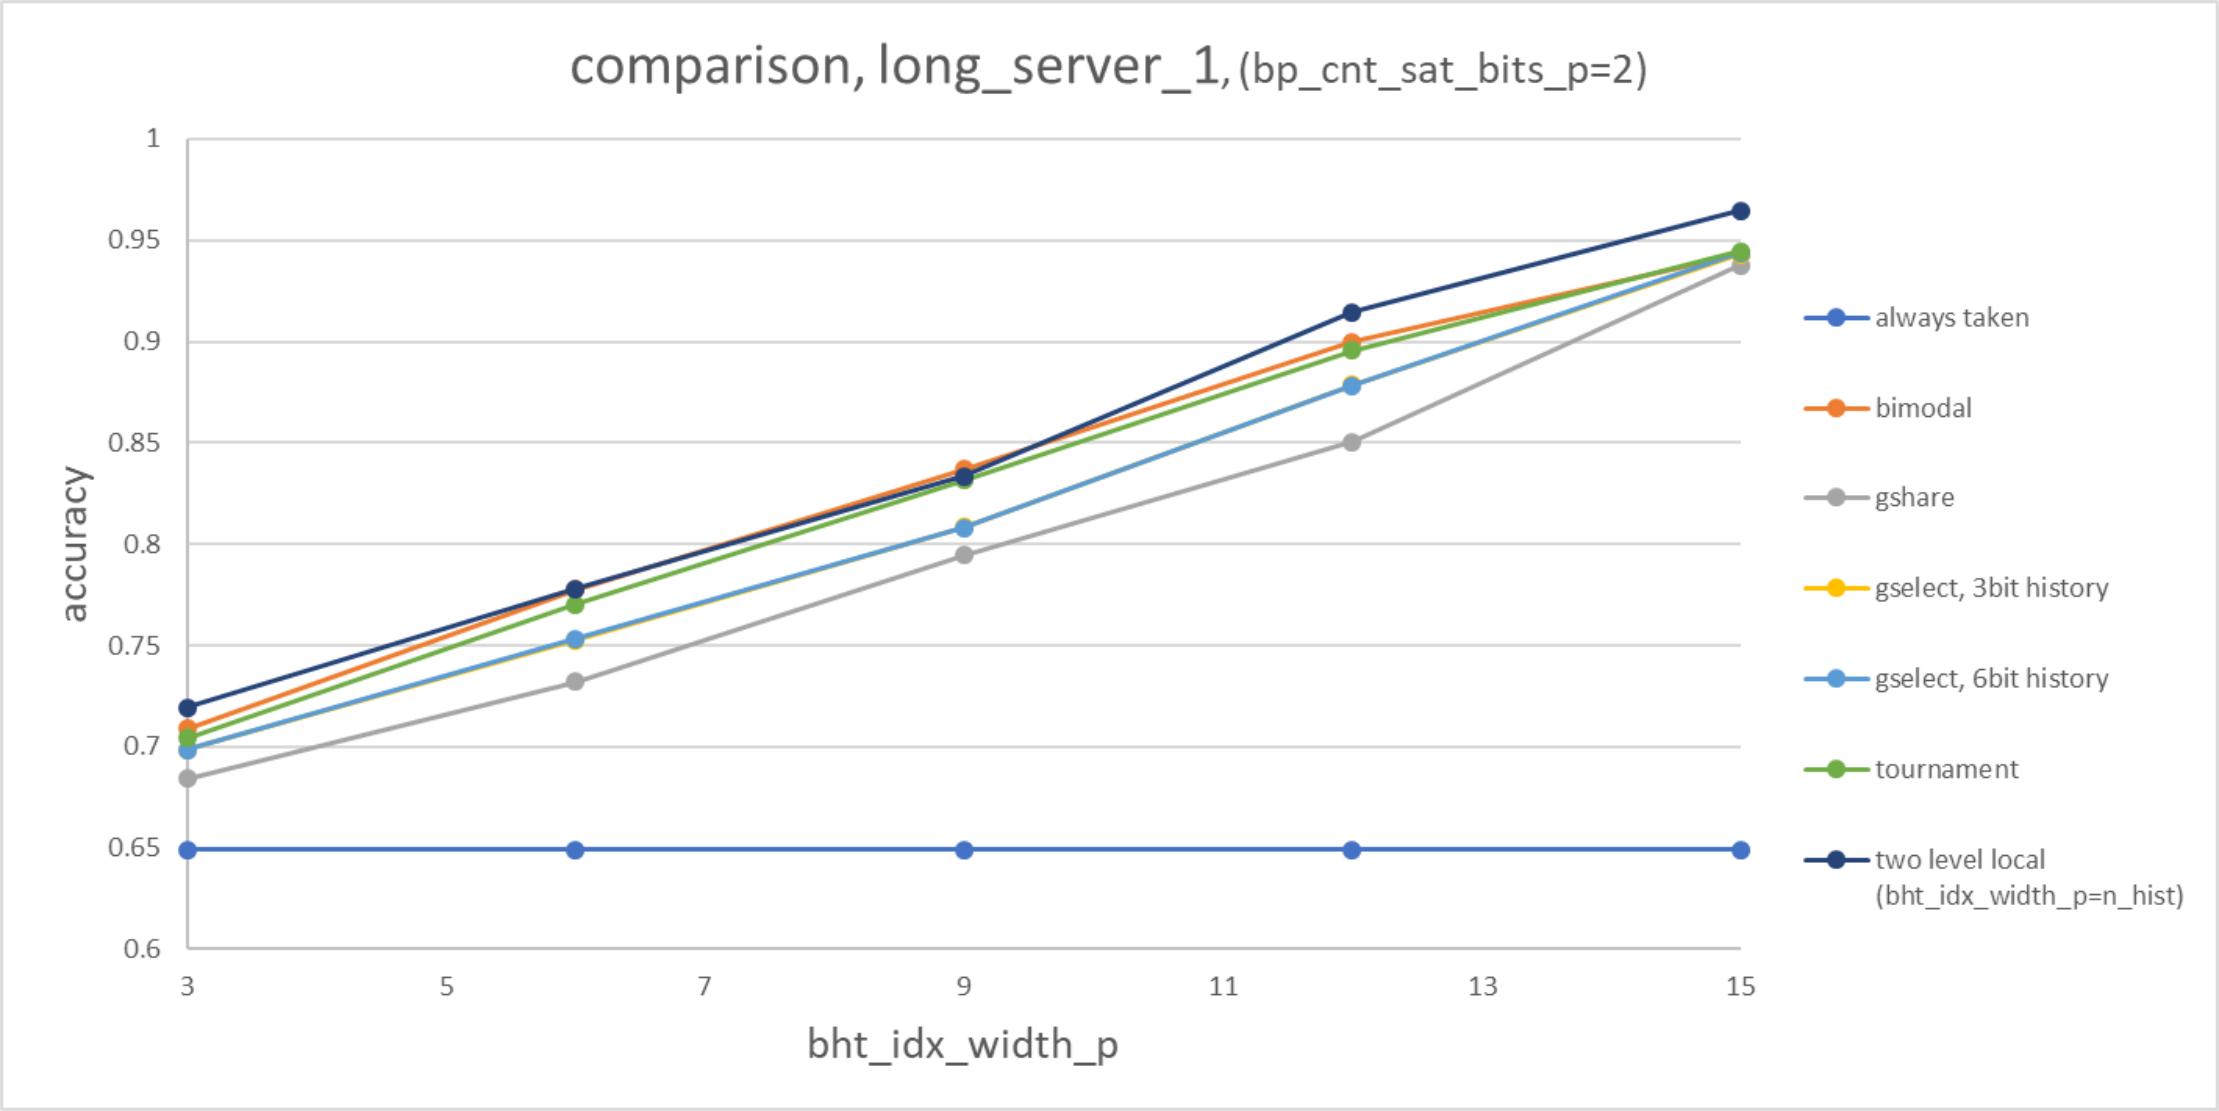 comparison, long_server_1, (bp_cnt_sat_bits_p=2)
1
0.95
0.9
0.85
0.8
0.75
0.7
0.65
0.6
accuracy
3 5 7 9 11 13 15
bht_idx_width_p
always taken
bimodal
gshare
gselect, 3bit history
gselect, 6bit history
tournament
two level local
(bht_idx_width_p=n_hist)